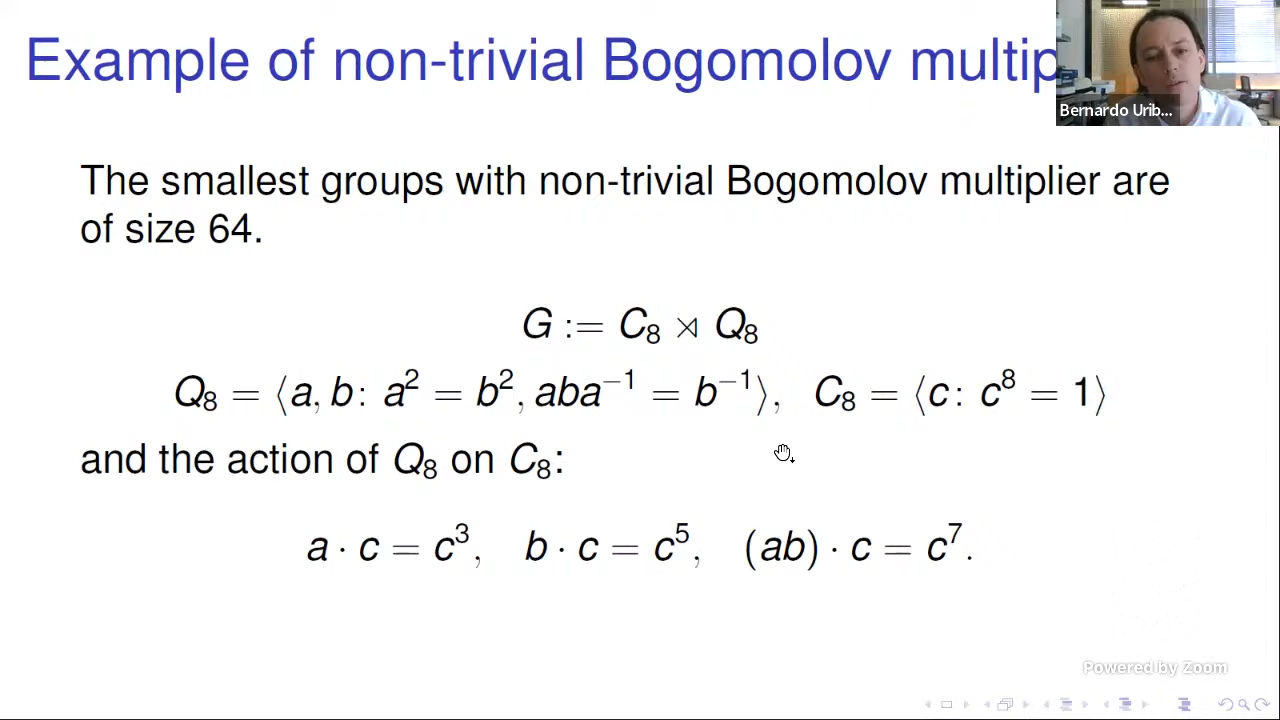 Example of non-trivial Bogomolov multip
Bernardo Urib...
The smallest groups with non-trivial Bogomolov multiplier are
of size 64.
G := C₈ ⋊ Q₈
Q₈ = ⟨a, b : a² = b², aba⁻¹ = b⁻¹⟩, C₈ = ⟨c : c⁸ = 1⟩
and the action of Q₈ on C₈:
a · c = c³, b · c = c⁵, (ab) · c = c⁷.
Powered by Zoom